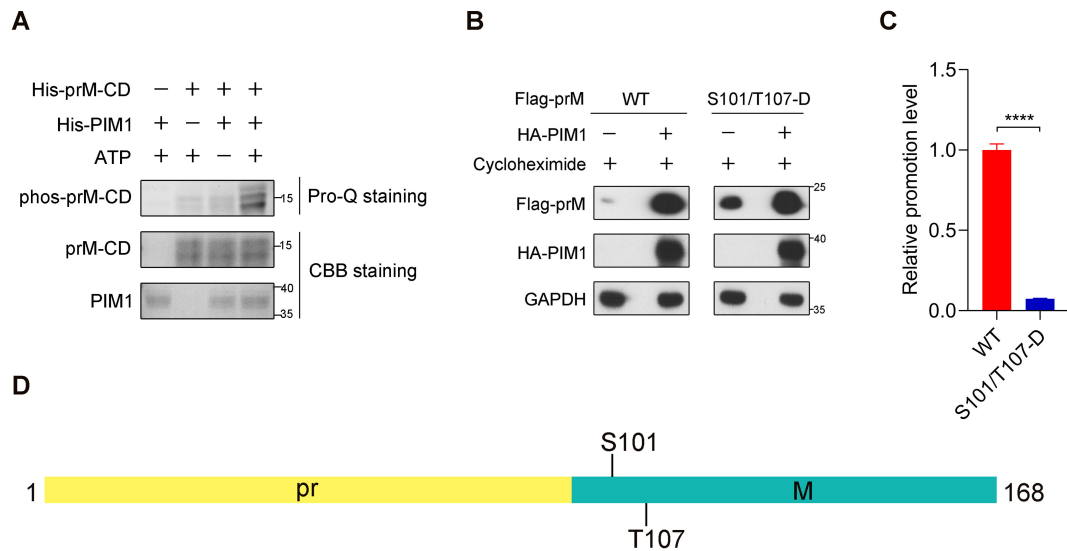 A
His-prM-CD − + + +
His-PIM1 + − + +
ATP + + − +
phos-prM-CD 15 Pro-Q staining
prM-CD 15
CBB staining
PIM1 40
35
B
Flag-prM WT S101/T107-D
HA-PIM1 − + − +
Cycloheximide + + + +
Flag-prM 25
HA-PIM1 40
GAPDH 35
C
Relative promotion level
1.5
1.0
0.5
0.0
****
WT
S101/T107-D
D
S101
1 pr M 168
T107